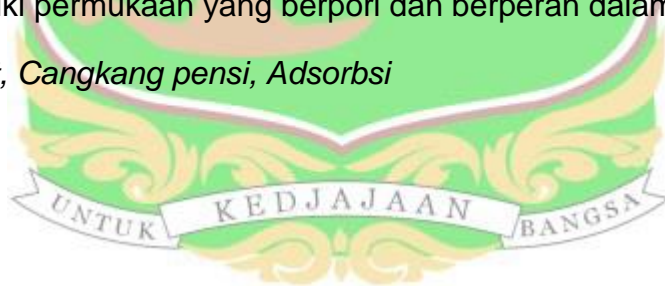 ki permukaan yang berpori dan berperan dalam
, Cangkang pensi, Adsorbsi
UNTUK KEDJAJAAN BANGSA